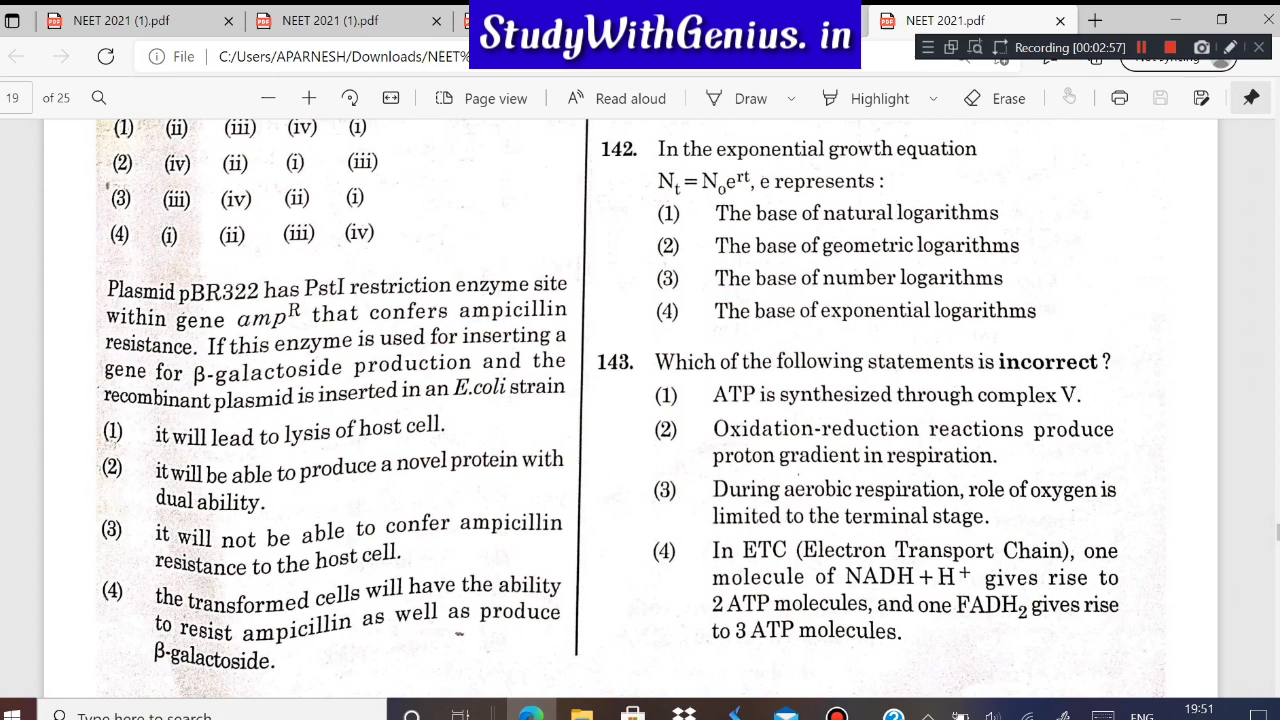 NEET 2021 (1).pdf
NEET 2021 (1).pdf
StudyWithGenius. in
NEET 2021.pdf
Recording [00:02:57]
File
C:/Users/APARNESH/Downloads/NEET%
19
of 25
Page view
Read aloud
Draw
Highlight
Erase
(1) (ii) (iii) (iv) (i)
(2) (iv) (ii) (i) (iii)
(3) (iii) (iv) (ii) (i)
(4) (i) (ii) (iii) (iv)
Plasmid pBR322 has PstI restriction enzyme site
within gene ampᴿ that confers ampicillin
resistance. If this enzyme is used for inserting a
gene for β-galactoside production and the
recombinant plasmid is inserted in an E.coli strain
(1) it will lead to lysis of host cell.
(2) it will be able to produce a novel protein with
dual ability.
(3) it will not be able to confer ampicillin
resistance to the host cell.
(4) the transformed cells will have the ability
to resist ampicillin as well as produce
β-galactoside.
142. In the exponential growth equation
Nₜ = Nₒeʳᵗ, e represents :
(1) The base of natural logarithms
(2) The base of geometric logarithms
(3) The base of number logarithms
(4) The base of exponential logarithms
143. Which of the following statements is incorrect ?
(1) ATP is synthesized through complex V.
(2) Oxidation-reduction reactions produce
proton gradient in respiration.
(3) During aerobic respiration, role of oxygen is
limited to the terminal stage.
(4) In ETC (Electron Transport Chain), one
molecule of NADH + H⁺ gives rise to
2 ATP molecules, and one FADH₂ gives rise
to 3 ATP molecules.
Type here to search
ENG
19:51